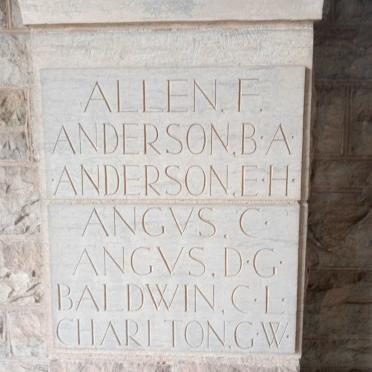 ALLEN, F.
ANDERSON, B·A·
·ANDERSON, E·H·
ANGVS, C·
ANGVS, D·G·
BALDWIN, C·L·
CHARLTON, G·W·